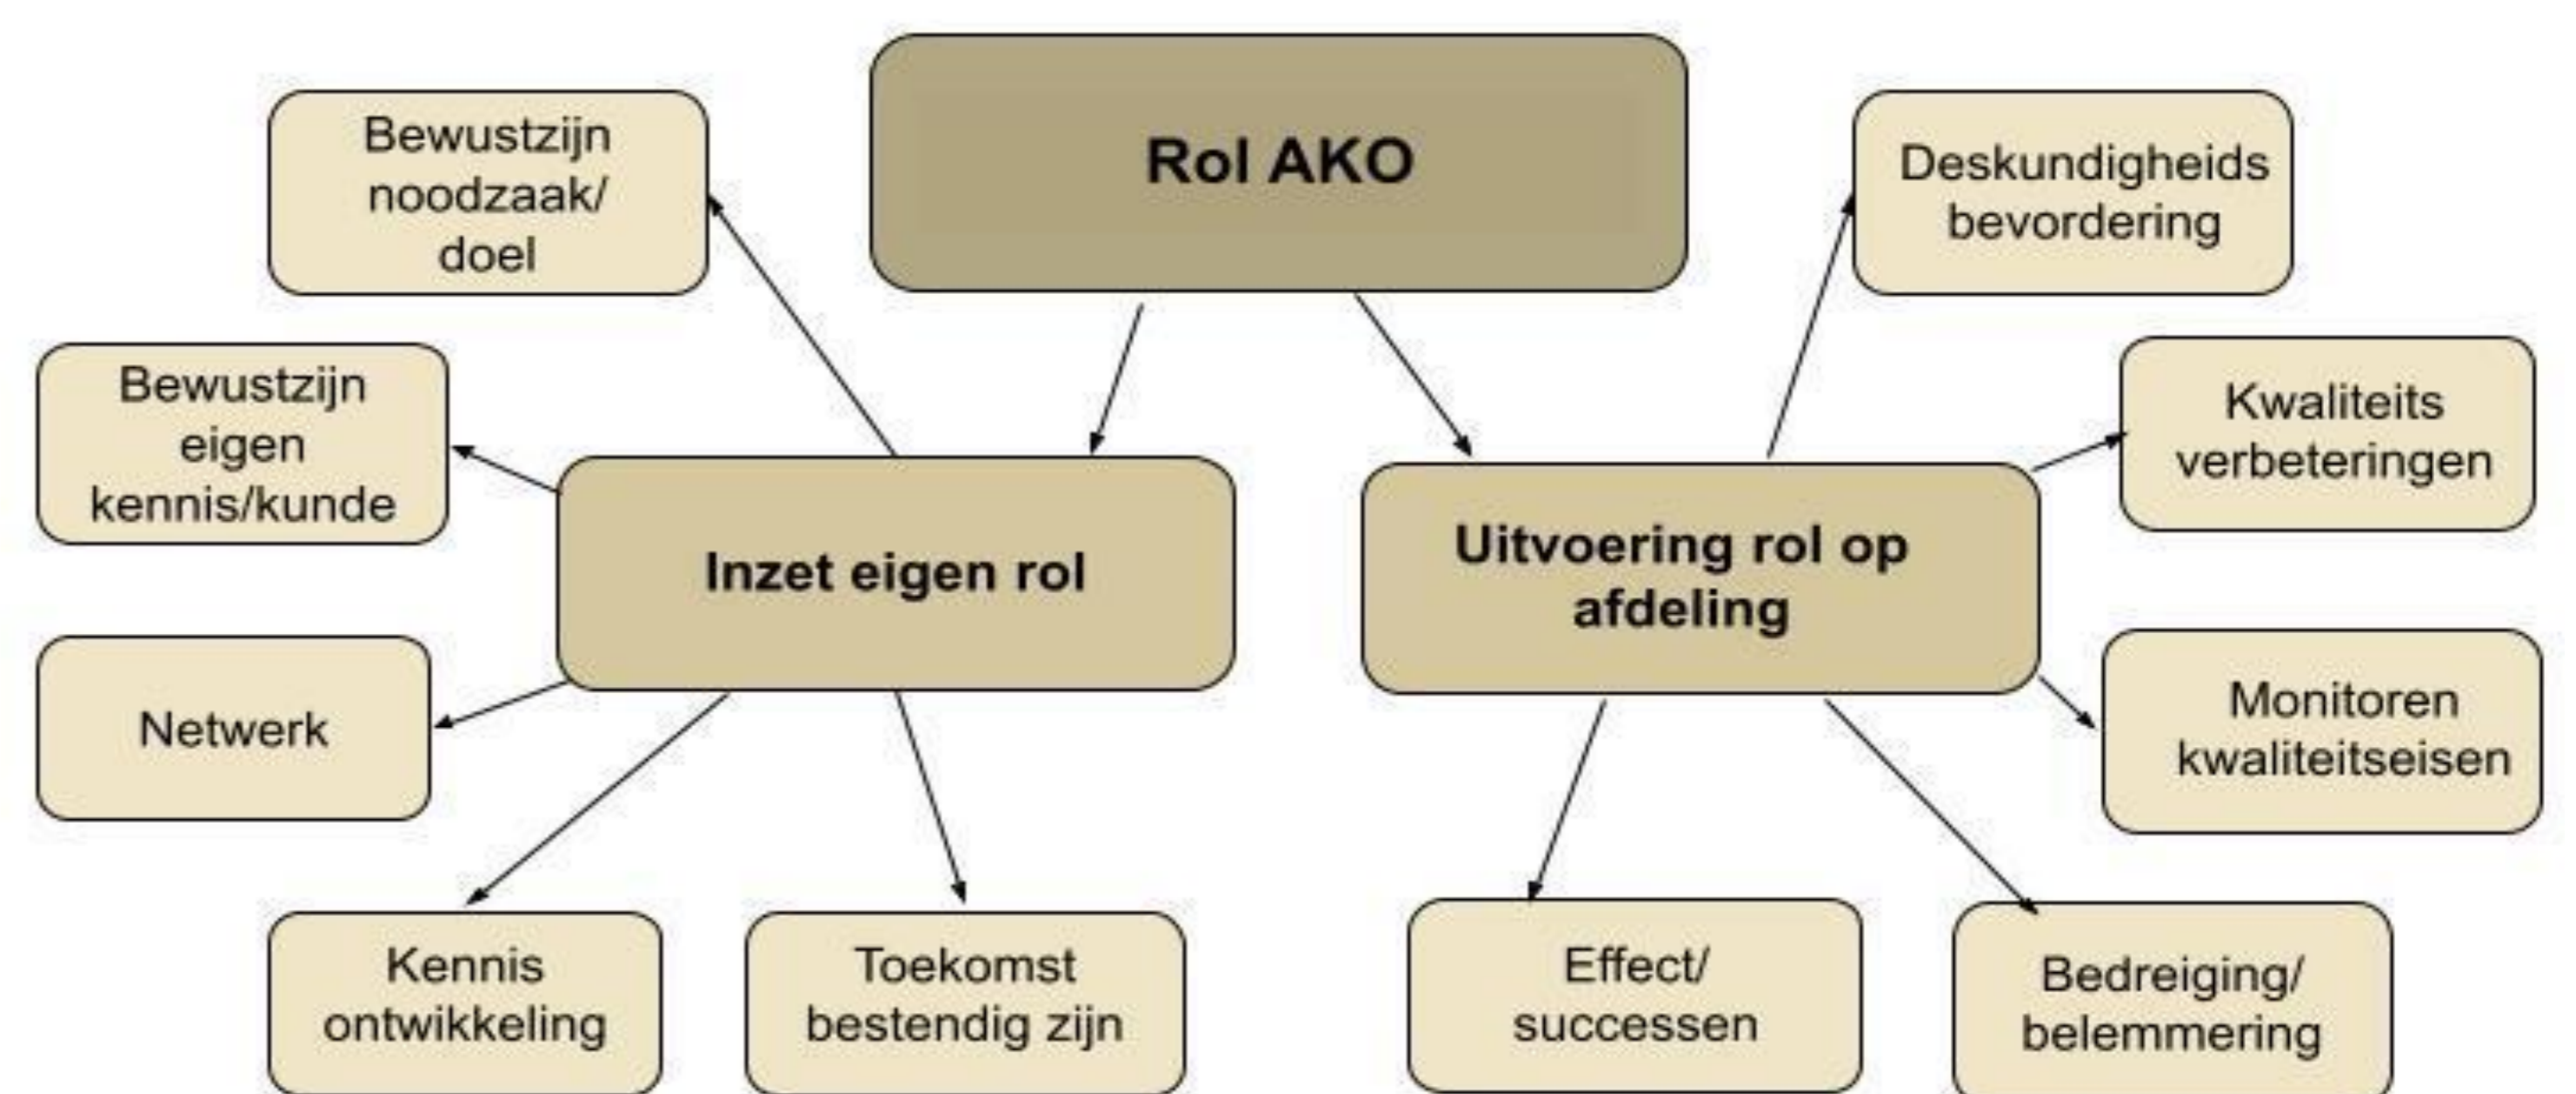 Rol AKO
Bewustzijn
noodzaak/
doel
Deskundigheids
bevordering
Bewustzijn
eigen
kennis/kunde
Kwaliteits
verbeteringen
Inzet eigen rol
Uitvoering rol op
afdeling
Netwerk
Monitoren
kwaliteitseisen
Kennis
ontwikkeling
Toekomst
bestendig zijn
Effect/
successen
Bedreiging/
belemmering